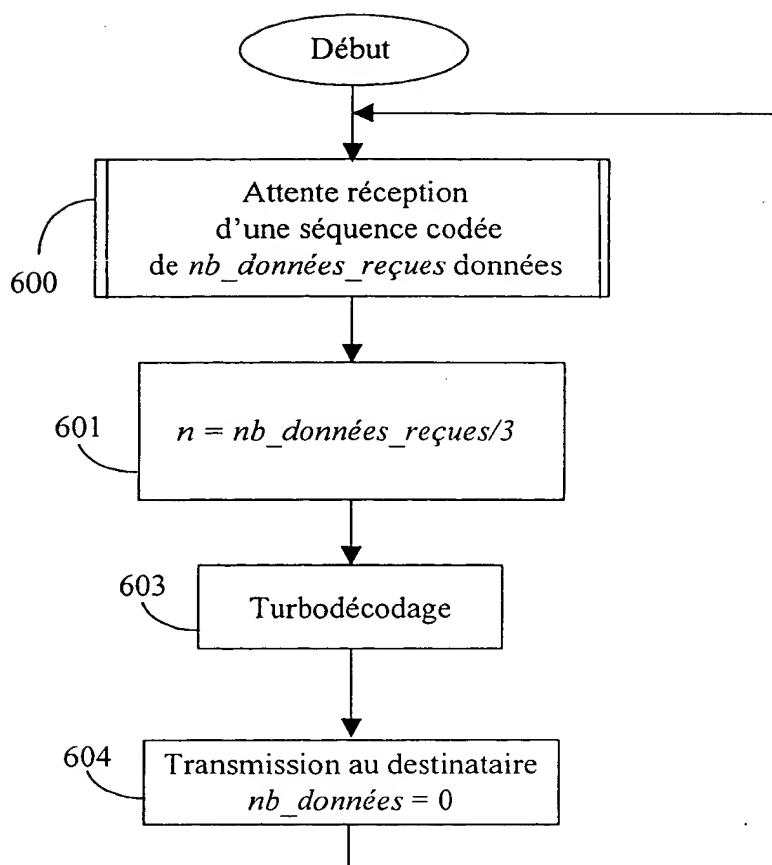 Début
Attente réception
d'une séquence codée
de nb_données_reçues données
600
n = nb_données_reçues/3
601
603
Turbodécodage
604
Transmission au destinataire
nb_données = 0